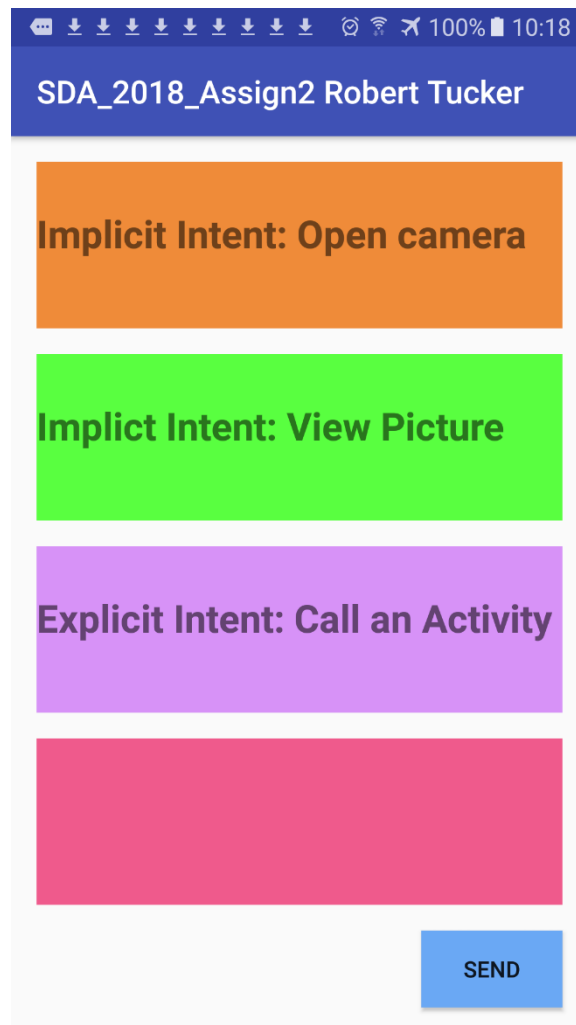 100% 10:18
SDA_2018_Assign2 Robert Tucker
Implicit Intent: Open camera
Implict Intent: View Picture
Explicit Intent: Call an Activity
SEND